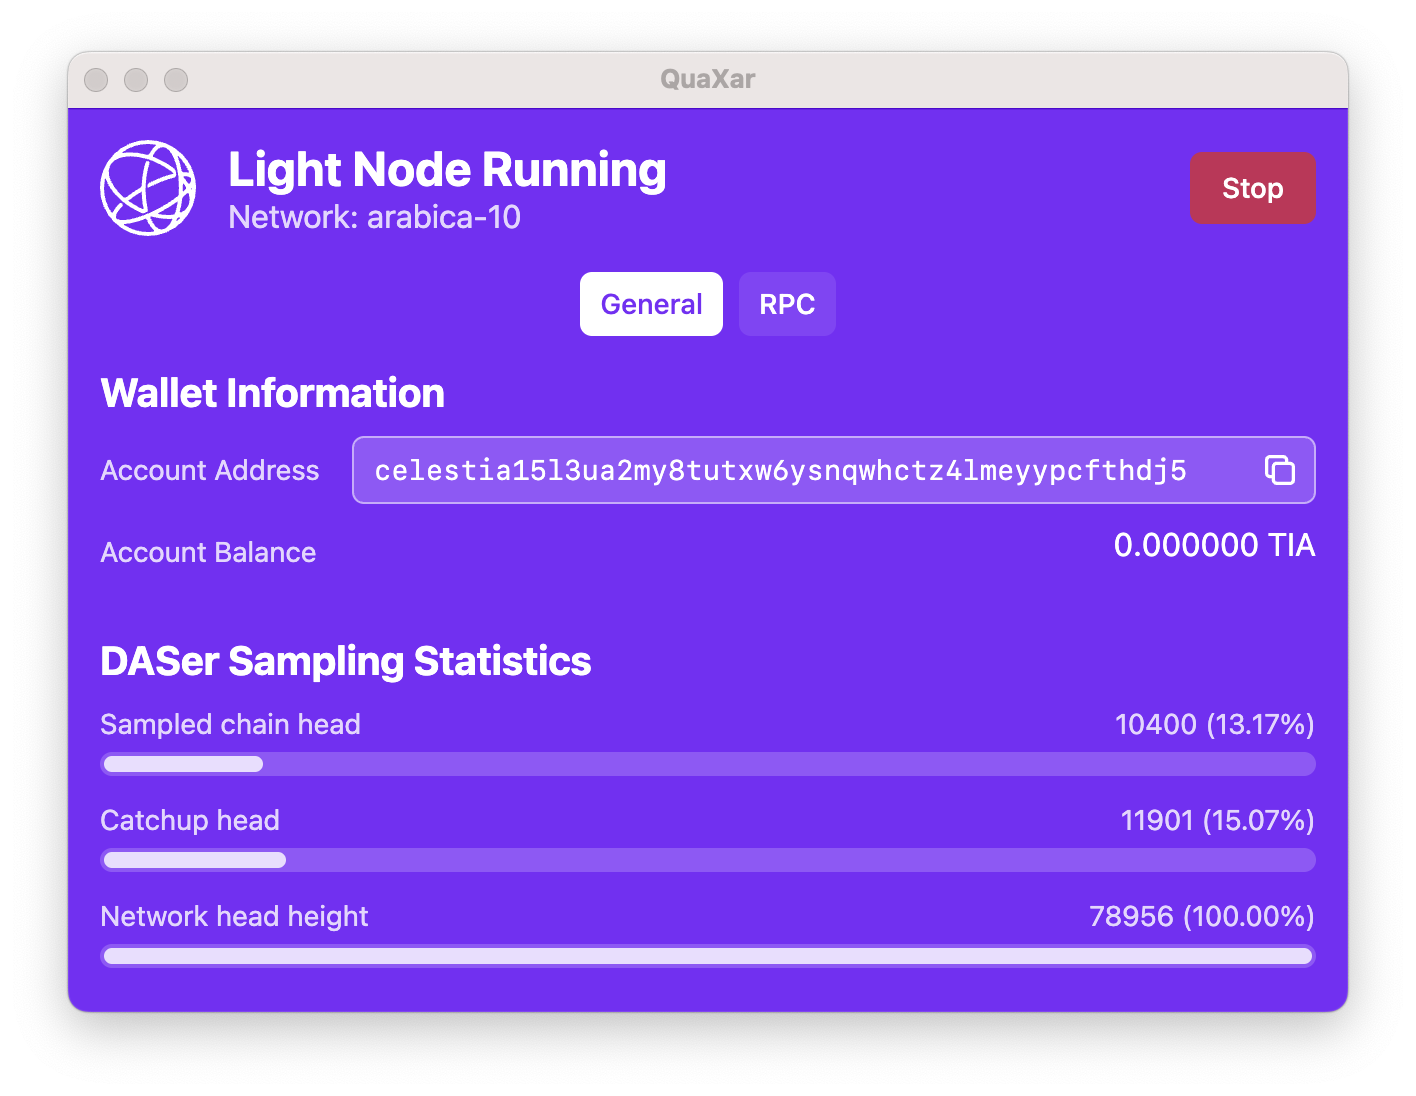 QuaXar
Light Node Running
Network: arabica-10
Stop
General
RPC
Wallet Information
Account Address
celestia15l3ua2my8tutxw6ysnqwhctz4lmeyypcfthdj5
Account Balance
0.000000 TIA
DASer Sampling Statistics
Sampled chain head
10400 (13.17%)
Catchup head
11901 (15.07%)
Network head height
78956 (100.00%)